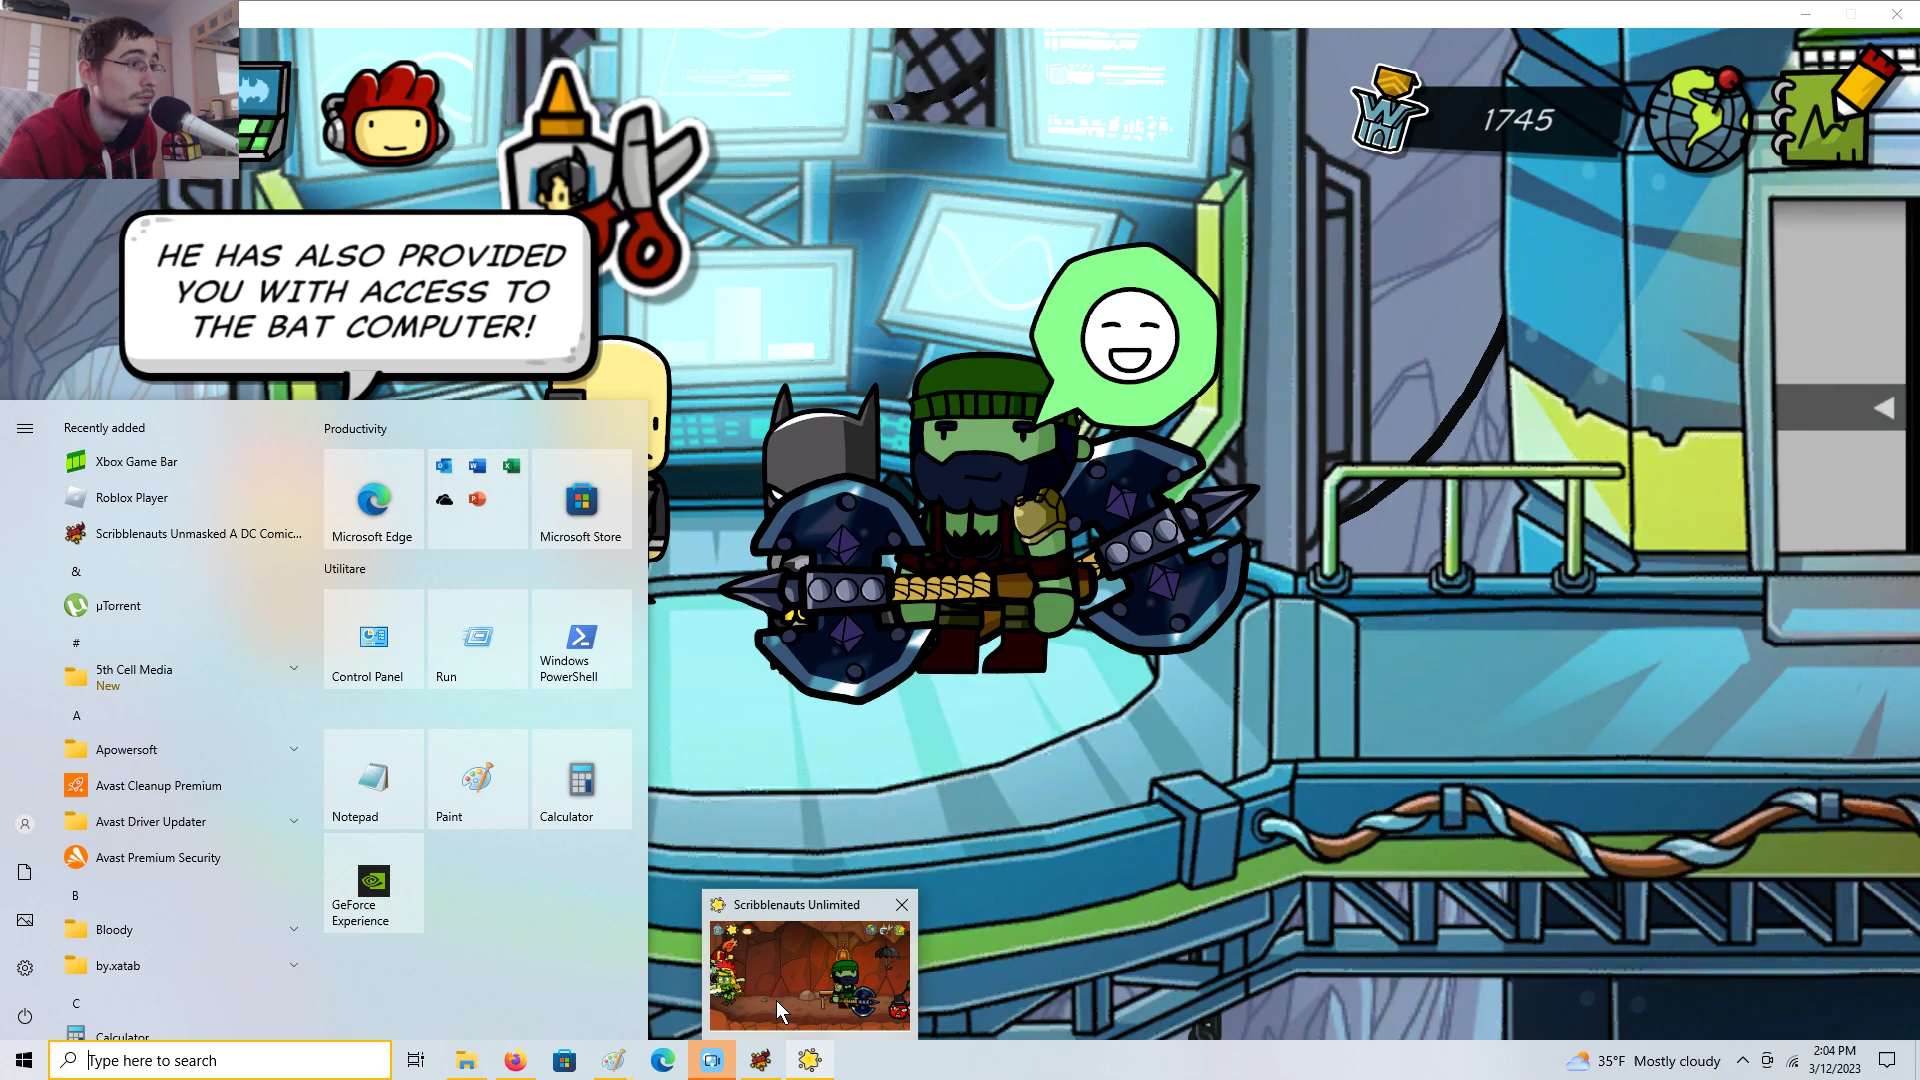 1745
HE HAS ALSO PROVIDED
YOU WITH ACCESS TO
THE BAT COMPUTER!
Recently added
Xbox Game Bar
Roblox Player
Scribblenauts Unmasked A DC Comic...
&
µTorrent
#
5th Cell Media
New
A
Apowersoft
Avast Cleanup Premium
Avast Driver Updater
Avast Premium Security
B
Bloody
by.xatab
C
Calculator
Productivity
Microsoft Edge
Microsoft Store
Utilitare
Control Panel
Run
Windows
PowerShell
Notepad
Paint
Calculator
GeForce
Experience
Scribblenauts Unlimited
Type here to search
35°F Mostly cloudy
2:04 PM
3/12/2023